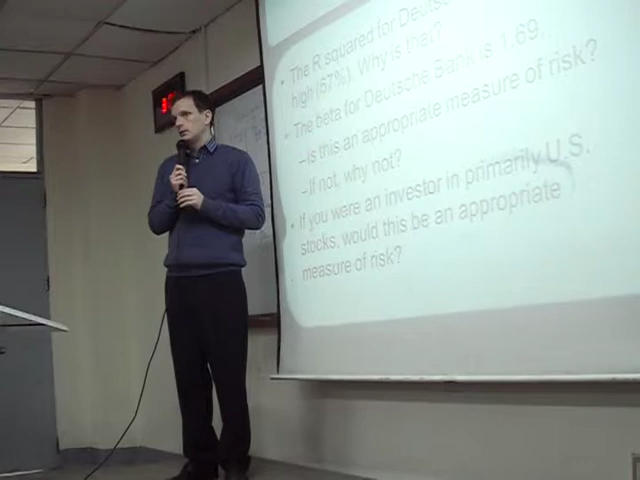 • The R squared for Deutsc
high (67%). Why is that?
• The beta for Deutsche Bank is 1.69.
–Is this an appropriate measure of risk?
–If not, why not?
• If you were an investor in primarily U.S.
stocks, would this be an appropriate
measure of risk?